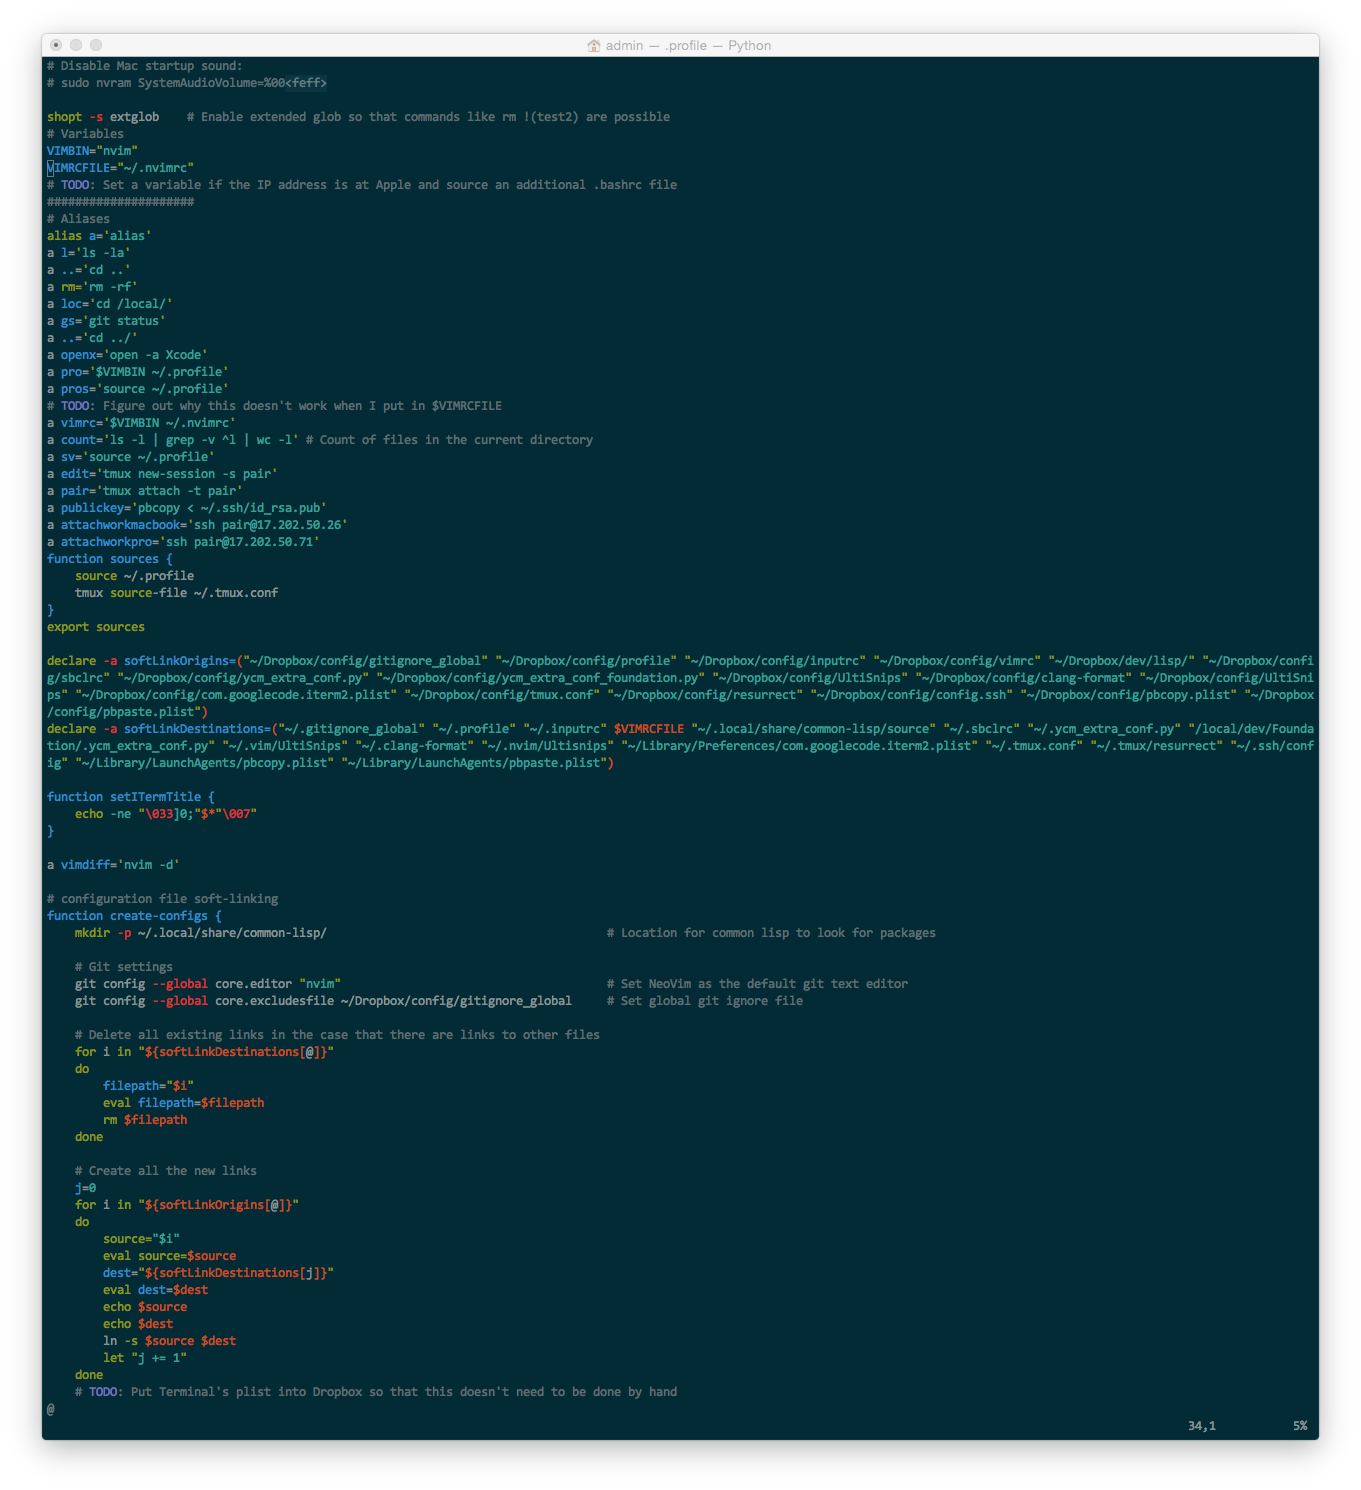 admin — .profile — Python
# Disable Mac startup sound:
# sudo nvram SystemAudioVolume=%00<feff>
shopt -s extglob    # Enable extended glob so that commands like rm !(test2) are possible
# Variables
VIMBIN="nvim"
VIMRCFILE="~/.nvimrc"
# TODO: Set a variable if the IP address is at Apple and source an additional .bashrc file
#####################
# Aliases
alias a='alias'
a l='ls -la'
a ..='cd ..'
a rm='rm -rf'
a loc='cd /local/'
a gs='git status'
a ..='cd ../'
a openx='open -a Xcode'
a pro='$VIMBIN ~/.profile'
a pros='source ~/.profile'
# TODO: Figure out why this doesn't work when I put in $VIMRCFILE
a vimrc='$VIMBIN ~/.nvimrc'
a count='ls -l | grep -v ^l | wc -l' # Count of files in the current directory
a sv='source ~/.profile'
a edit='tmux new-session -s pair'
a pair='tmux attach -t pair'
a publickey='pbcopy < ~/.ssh/id_rsa.pub'
a attachworkmacbook='ssh pair@17.202.50.26'
a attachworkpro='ssh pair@17.202.50.71'
function sources {
    source ~/.profile
    tmux source-file ~/.tmux.conf
}
export sources
declare -a softLinkOrigins=("~/Dropbox/config/gitignore_global" "~/Dropbox/config/profile" "~/Dropbox/config/inputrc" "~/Dropbox/config/vimrc" "~/Dropbox/dev/lisp/" "~/Dropbox/confi
g/sbclrc" "~/Dropbox/config/ycm_extra_conf.py" "~/Dropbox/config/ycm_extra_conf_foundation.py" "~/Dropbox/config/UltiSnips" "~/Dropbox/config/clang-format" "~/Dropbox/config/UltiSni
ps" "~/Dropbox/config/com.googlecode.iterm2.plist" "~/Dropbox/config/tmux.conf" "~/Dropbox/config/resurrect" "~/Dropbox/config/config.ssh" "~/Dropbox/config/pbcopy.plist" "~/Dropbox
/config/pbpaste.plist")
declare -a softLinkDestinations=("~/.gitignore_global" "~/.profile" "~/.inputrc" $VIMRCFILE "~/.local/share/common-lisp/source" "~/.sbclrc" "~/.ycm_extra_conf.py" "/local/dev/Founda
tion/.ycm_extra_conf.py" "~/.vim/UltiSnips" "~/.clang-format" "~/.nvim/Ultisnips" "~/Library/Preferences/com.googlecode.iterm2.plist" "~/.tmux.conf" "~/.tmux/resurrect" "~/.ssh/conf
ig" "~/Library/LaunchAgents/pbcopy.plist" "~/Library/LaunchAgents/pbpaste.plist")
function setITermTitle {
    echo -ne "\033]0;"$*"\007"
}
a vimdiff='nvim -d'
# configuration file soft-linking
function create-configs {
    mkdir -p ~/.local/share/common-lisp/                                        # Location for common lisp to look for packages
    # Git settings
    git config --global core.editor "nvim"                                      # Set NeoVim as the default git text editor
    git config --global core.excludesfile ~/Dropbox/config/gitignore_global     # Set global git ignore file
    # Delete all existing links in the case that there are links to other files
    for i in "${softLinkDestinations[@]}"
    do
        filepath="$i"
        eval filepath=$filepath
        rm $filepath
    done
    # Create all the new links
    j=0
    for i in "${softLinkOrigins[@]}"
    do
        source="$i"
        eval source=$source
        dest="${softLinkDestinations[j]}"
        eval dest=$dest
        echo $source
        echo $dest
        ln -s $source $dest
        let "j += 1"
    done
    # TODO: Put Terminal's plist into Dropbox so that this doesn't need to be done by hand
@
34,1          5%